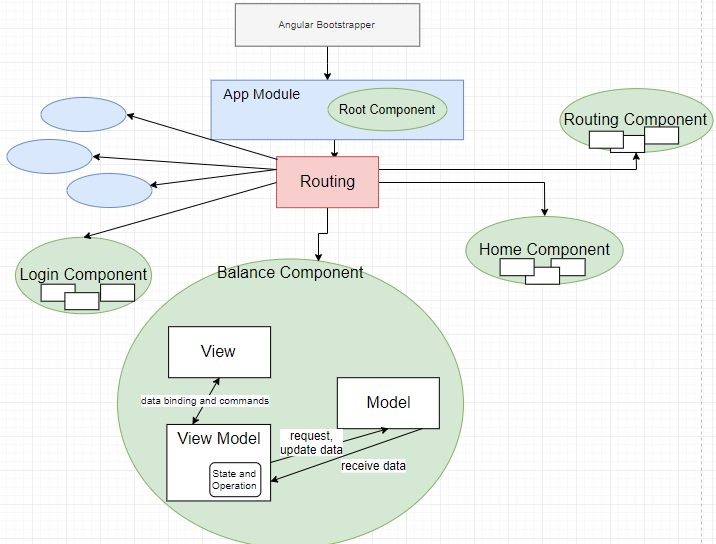 Angular Bootstrapper
App Module
Root Component
Routing Component
Routing
Home Component
Login Component
Balance Component
View
data binding and commands
Model
View Model
request,
update data
receive data
State and
Operation